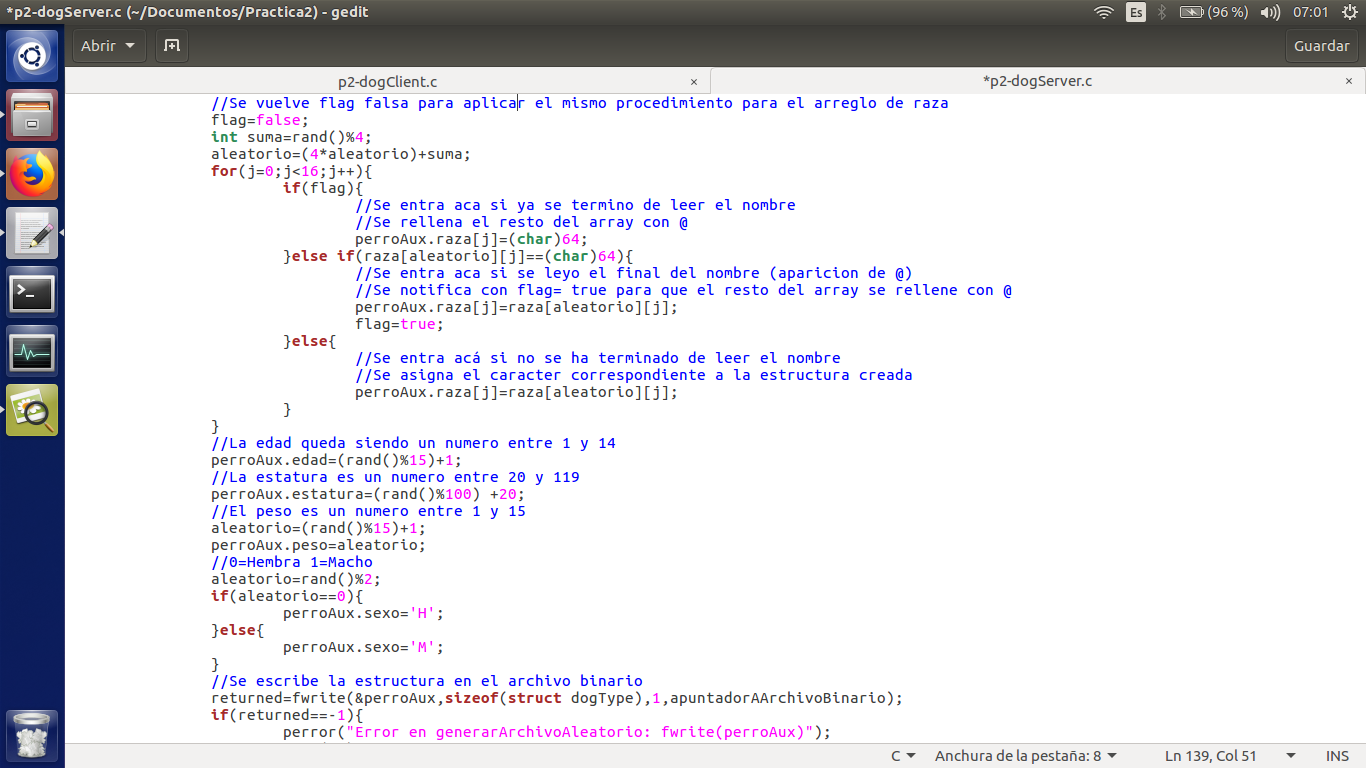 *p2-dogServer.c (~/Documentos/Practica2) - gedit
Es
(96 %)
07:01
Abrir
Guardar
p2-dogClient.c
×
*p2-dogServer.c
×
//Se vuelve flag falsa para aplicar el mismo procedimiento para el arreglo de raza
flag=false;
int suma=rand()%4;
aleatorio=(4*aleatorio)+suma;
for(j=0;j<16;j++){
if(flag){
//Se entra aca si ya se termino de leer el nombre
//Se rellena el resto del array con @
perroAux.raza[j]=(char)64;
}else if(raza[aleatorio][j]==(char)64){
//Se entra aca si se leyo el final del nombre (aparicion de @)
//Se notifica con flag= true para que el resto del array se rellene con @
perroAux.raza[j]=raza[aleatorio][j];
flag=true;
}else{
//Se entra acá si no se ha terminado de leer el nombre
//Se asigna el caracter correspondiente a la estructura creada
perroAux.raza[j]=raza[aleatorio][j];
}
}
//La edad queda siendo un numero entre 1 y 14
perroAux.edad=(rand()%15)+1;
//La estatura es un numero entre 20 y 119
perroAux.estatura=(rand()%100) +20;
//El peso es un numero entre 1 y 15
aleatorio=(rand()%15)+1;
perroAux.peso=aleatorio;
//0=Hembra 1=Macho
aleatorio=rand()%2;
if(aleatorio==0){
perroAux.sexo='H';
}else{
perroAux.sexo='M';
}
//Se escribe la estructura en el archivo binario
returned=fwrite(&perroAux,sizeof(struct dogType),1,apuntadorAArchivoBinario);
if(returned==-1){
perror("Error en generarArchivoAleatorio: fwrite(perroAux)");
C
Anchura de la pestaña: 8
Ln 139, Col 51
INS